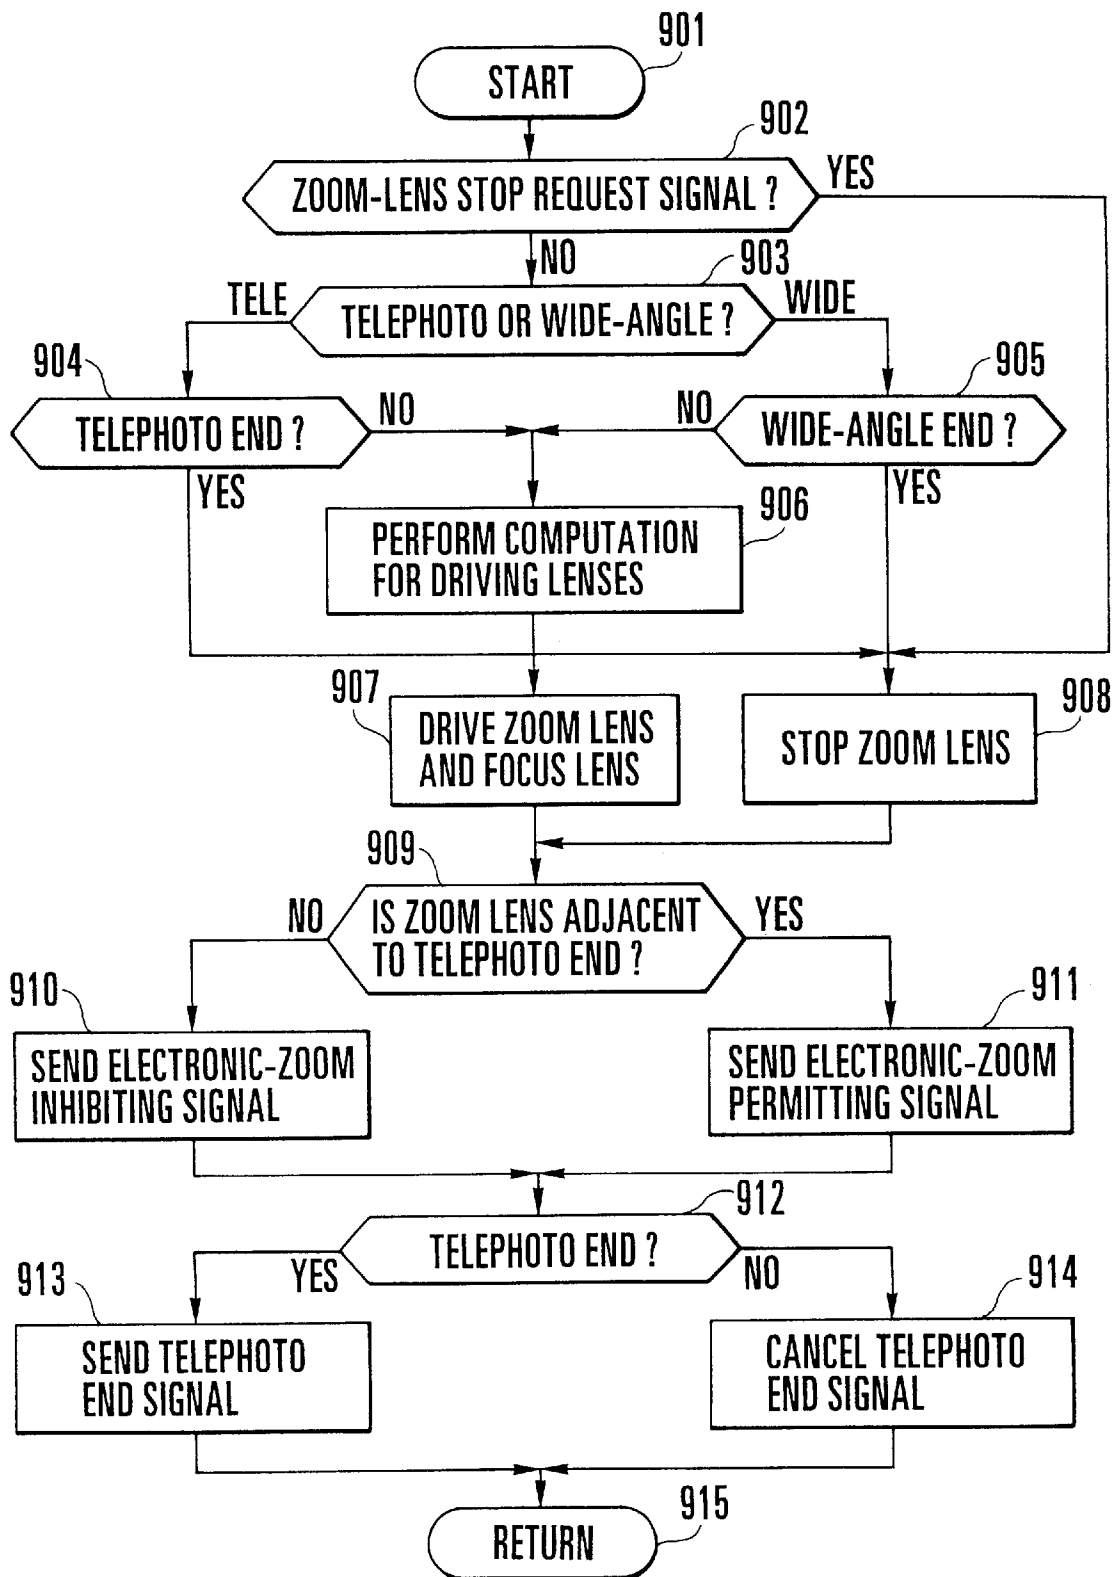 901
START
902
ZOOM-LENS STOP REQUEST SIGNAL ?
YES
NO
903
TELE
TELEPHOTO OR WIDE-ANGLE ?
WIDE
904
905
TELEPHOTO END ?
NO
NO
WIDE-ANGLE END ?
YES
YES
906
PERFORM COMPUTATION
FOR DRIVING LENSES
907
908
DRIVE ZOOM LENS
AND FOCUS LENS
STOP ZOOM LENS
909
NO
IS ZOOM LENS ADJACENT
TO TELEPHOTO END ?
YES
910
911
SEND ELECTRONIC-ZOOM
INHIBITING SIGNAL
SEND ELECTRONIC-ZOOM
PERMITTING SIGNAL
912
TELEPHOTO END ?
YES
NO
913
914
SEND TELEPHOTO
END SIGNAL
CANCEL TELEPHOTO
END SIGNAL
915
RETURN